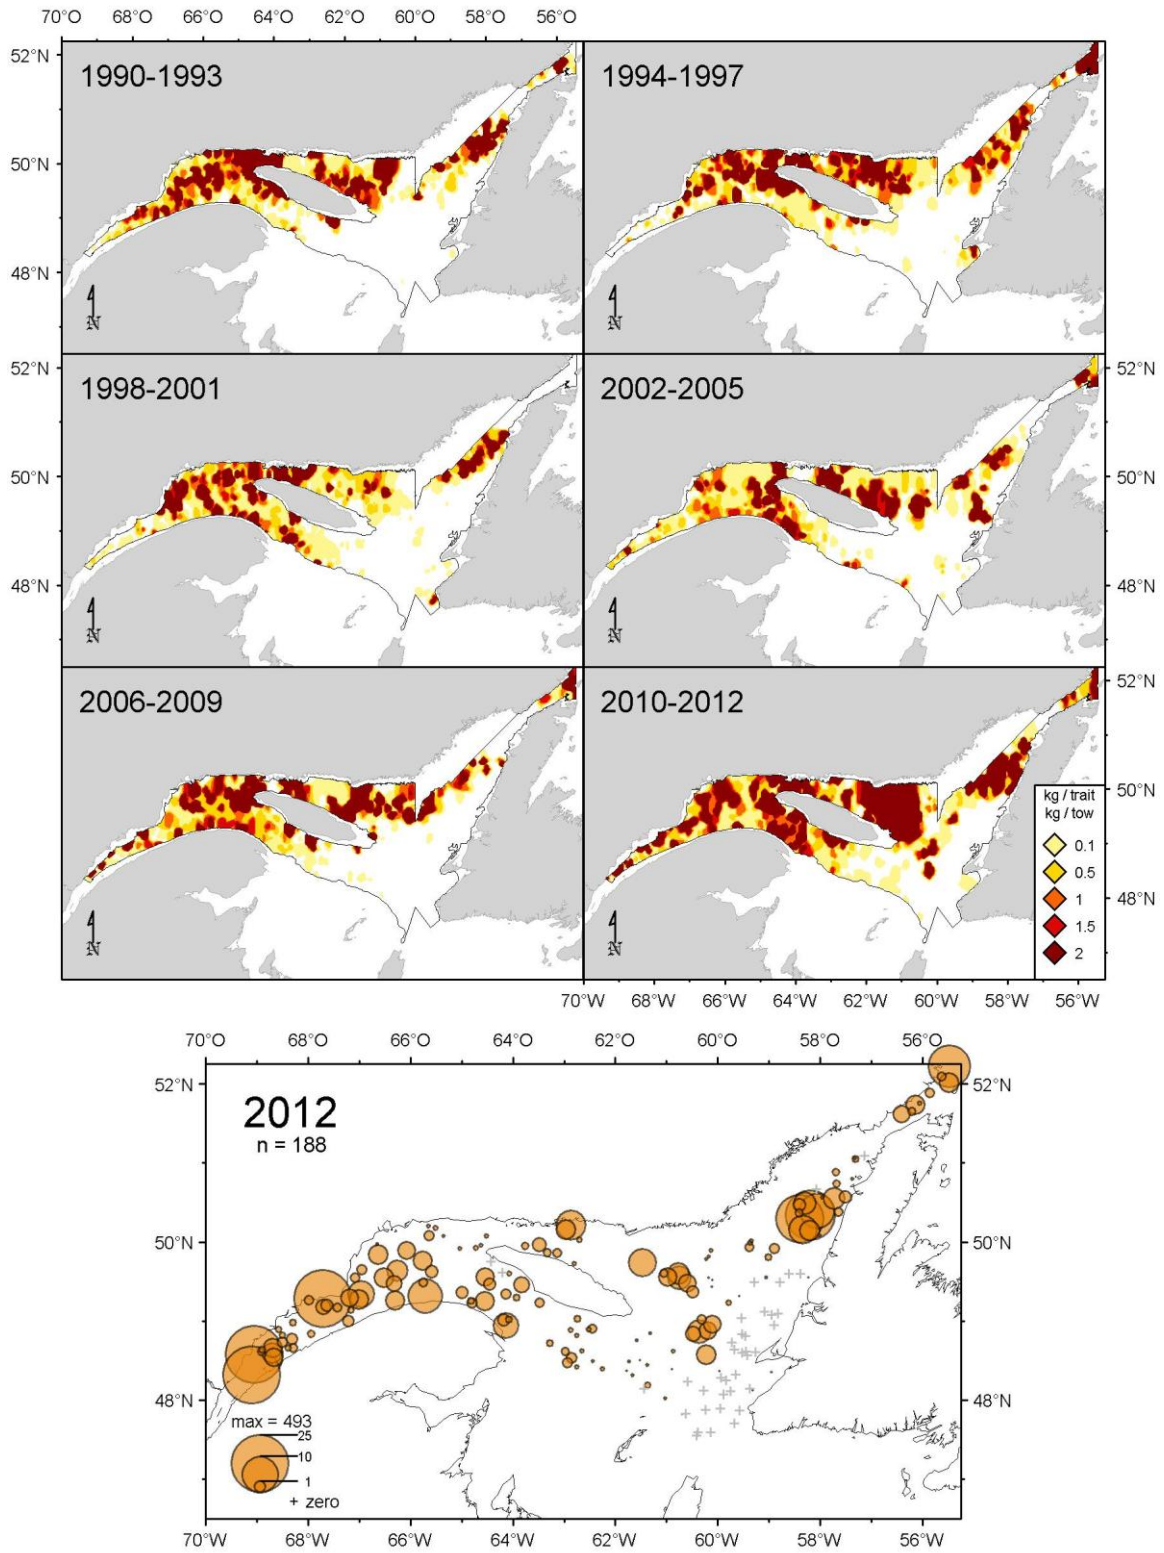 70°O 68°O 66°O 64°O 62°O 60°O 58°O 56°O
52°N
1990-1993
1994-1997
50°N
48°N
N
N
52°N
1998-2001
2002-2005
52°N
50°N
50°N
48°N
48°N
N
N
52°N
2006-2009
2010-2012
52°N
50°N
50°N
kg / trait
kg / tow
0.1
0.5
1
1.5
2
48°N
48°N
N
N
70°W 68°W 66°W 64°W 62°W 60°W 58°W 56°W
70°O 68°O 66°O 64°O 62°O 60°O 58°O 56°O
52°N
52°N
2012
n = 188
50°N
50°N
48°N
48°N
max = 493
25
10
1
+ zero
70°W 68°W 66°W 64°W 62°W 60°W 58°W 56°W